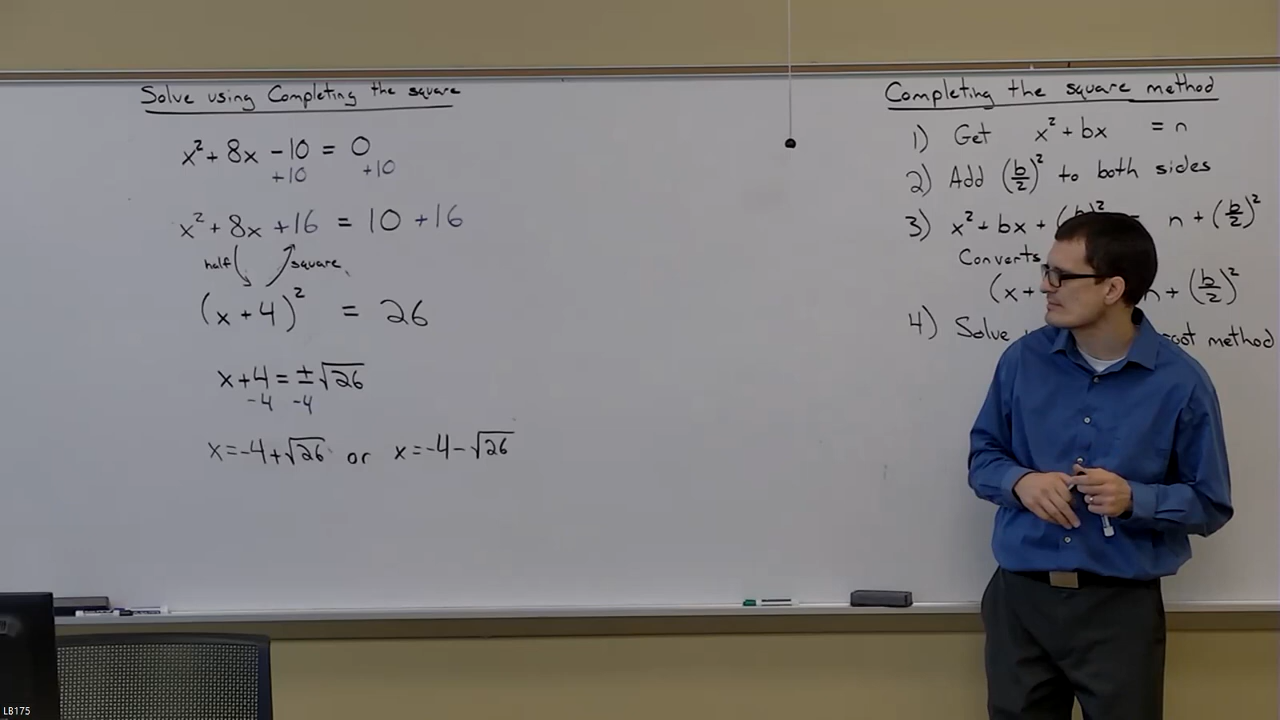 Solve using Completing the square
x² + 8x - 10 = 0
+10 +10
x² + 8x +16 = 10 +16
half square
(x + 4)² = 26
x+4 = ±√26
-4 -4
x = -4+√26 or x = -4-√26
Completing the square method
1) Get x² + bx = n
2) Add (b/2)² to both sides
3) x² + bx + (b/2)² = n + (b/2)²
Converts
(x+ n + (b/2)²
4) Solve root method
LB175